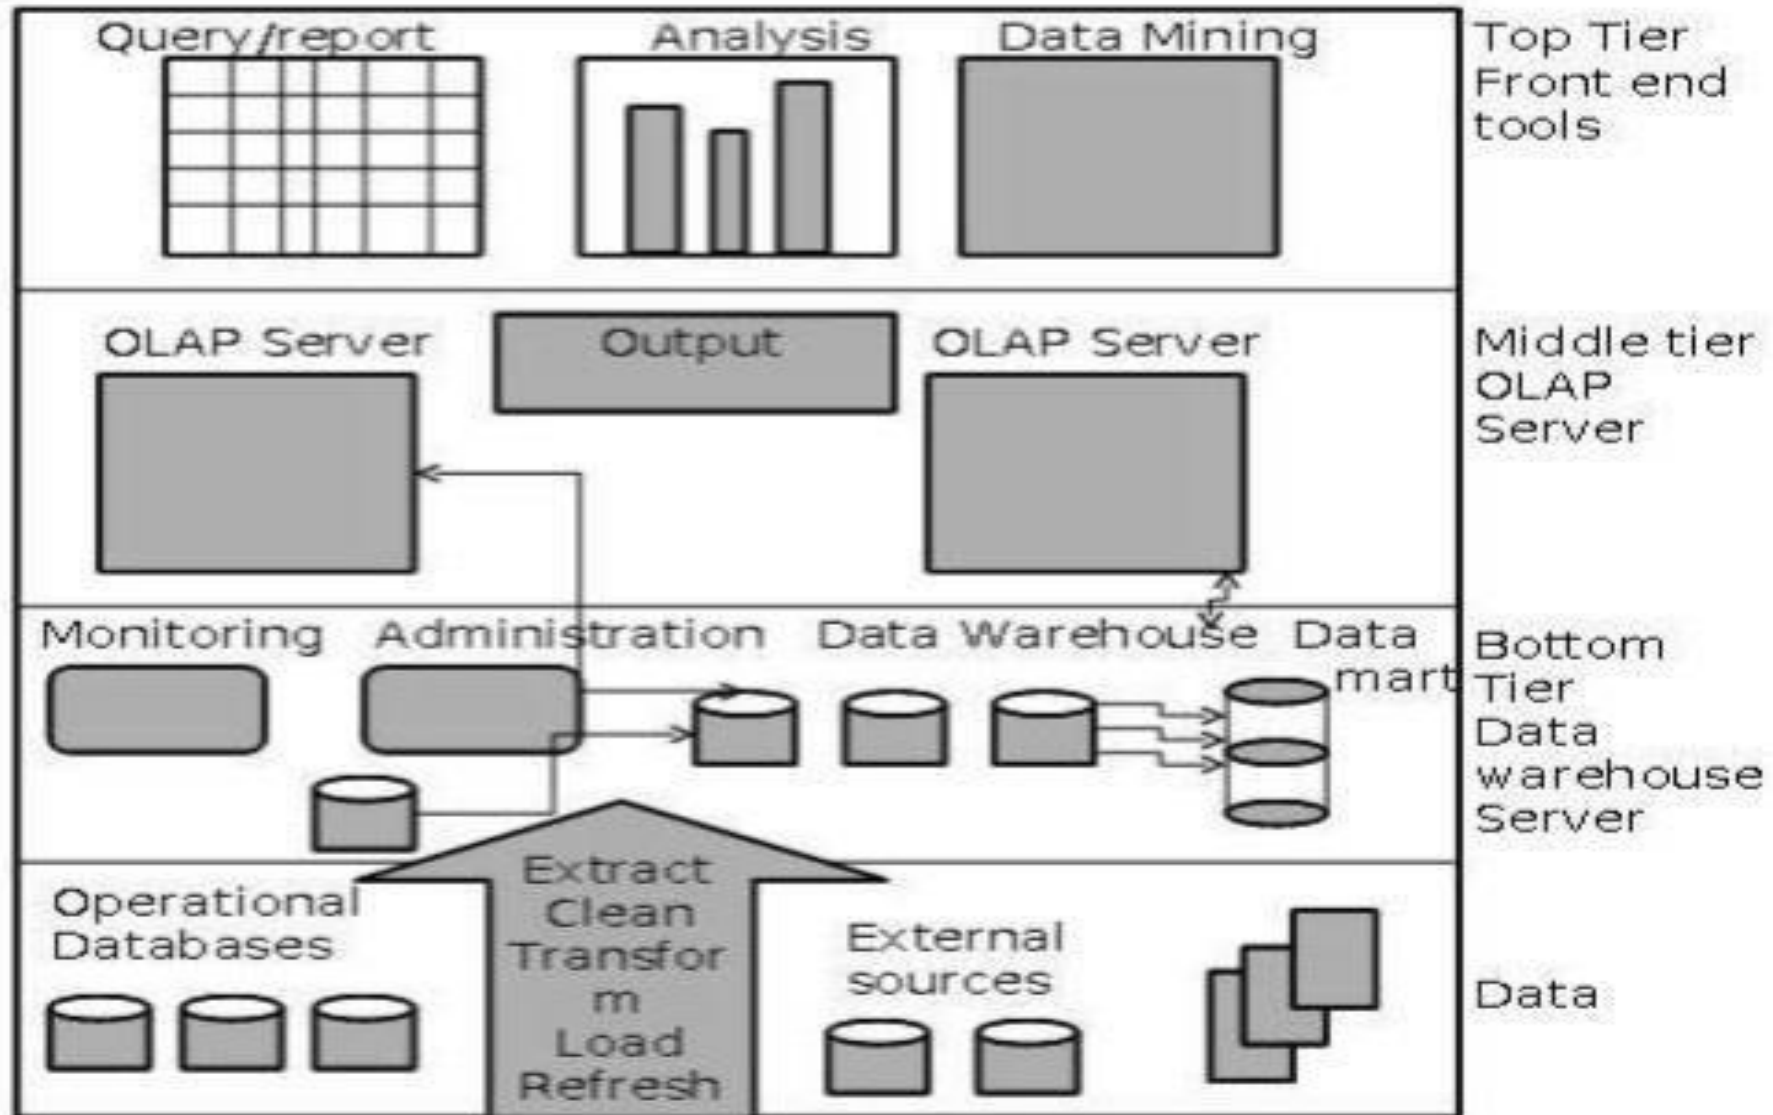 Query/report
Analysis
Data Mining
Top Tier
Front end
tools
OLAP Server
Output
OLAP Server
Middle tier
OLAP
Server
Monitoring
Administration
Data Warehouse
Data
mart
Bottom
Tier
Data
warehouse
Server
Operational
Databases
Extract
Clean
Transfor
m
Load
Refresh
External
sources
Data